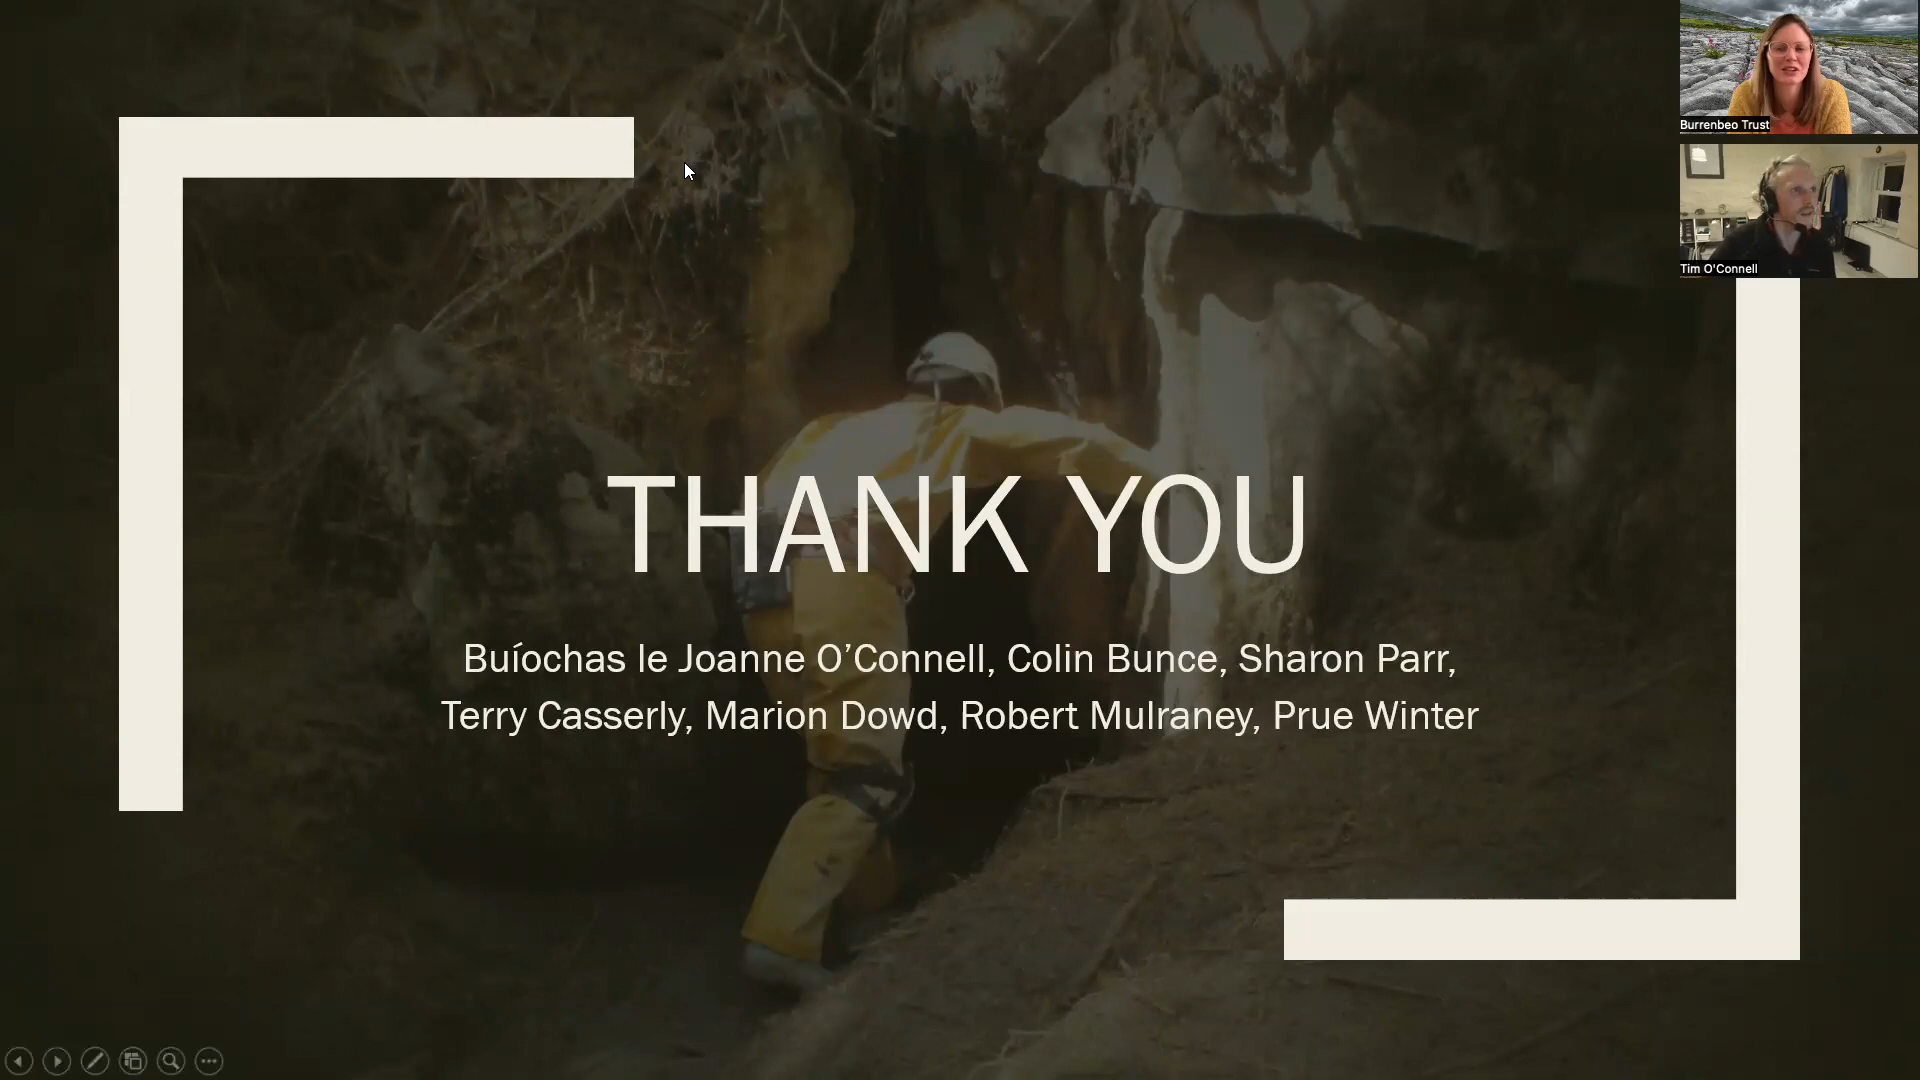 Burrenbeo Trust
Tim O'Connell
THANK YOU
Buíochas le Joanne O’Connell, Colin Bunce, Sharon Parr,
Terry Casserly, Marion Dowd, Robert Mulraney, Prue Winter